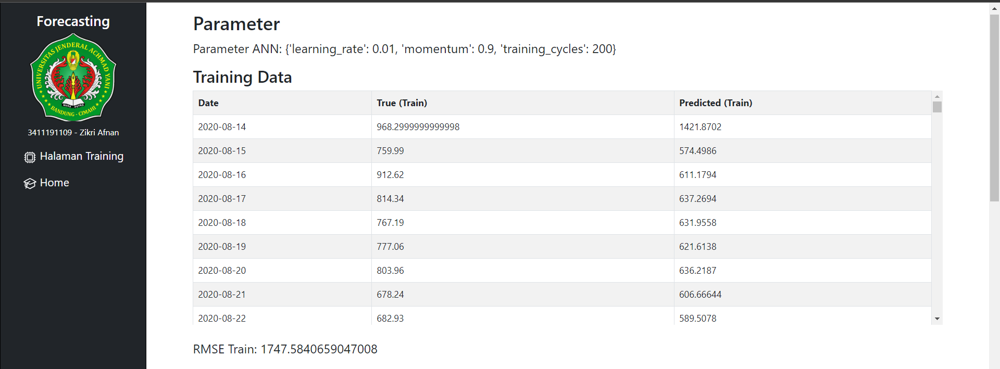 Forecasting
UNIVERSITAS JENDERAL ACHMAD YANI
NUSA PUTRA
BANDUNG - CIMAHI
3411191109 - Zikri Afnan
Halaman Training
Home
Parameter
Parameter ANN: {'learning_rate': 0.01, 'momentum': 0.9, 'training_cycles': 200}
Training Data
Date True (Train) Predicted (Train)
2020-08-14 968.2999999999998 1421.8702
2020-08-15 759.99 574.4986
2020-08-16 912.62 611.1794
2020-08-17 814.34 637.2694
2020-08-18 767.19 631.9558
2020-08-19 777.06 621.6138
2020-08-20 803.96 636.2187
2020-08-21 678.24 606.66644
2020-08-22 682.93 589.5078
RMSE Train: 1747.5840659047008